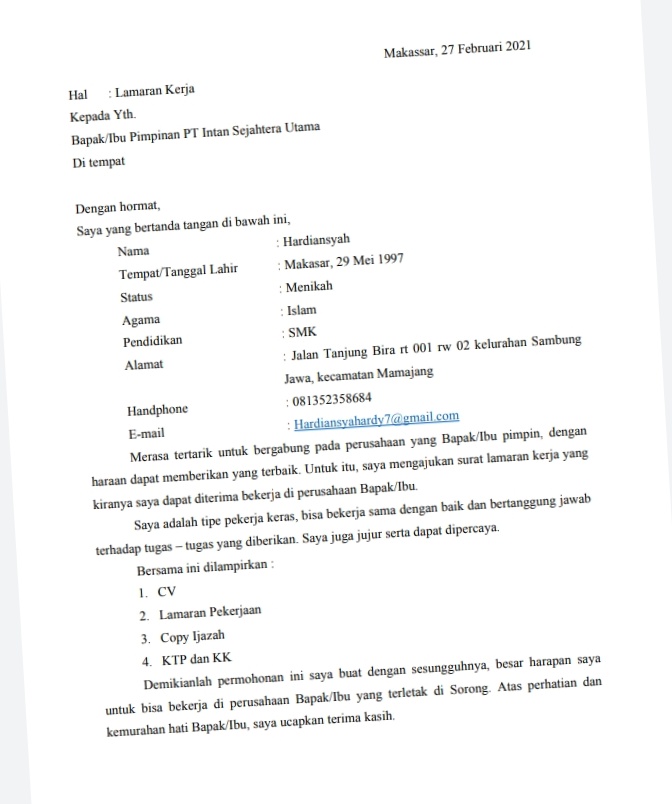 Makassar, 27 Februari 2021
Hal : Lamaran Kerja
Kepada Yth.
Bapak/Ibu Pimpinan PT Intan Sejahtera Utama
Di tempat
Dengan hormat,
Saya yang bertanda tangan di bawah ini,
Nama : Hardiansyah
Tempat/Tanggal Lahir : Makasar, 29 Mei 1997
Status : Menikah
Agama : Islam
Pendidikan : SMK
Alamat : Jalan Tanjung Bira rt 001 rw 02 kelurahan Sambung
Jawa, kecamatan Mamajang
Handphone : 081352358684
E-mail : Hardiansyahardy7@gmail.com
Merasa tertarik untuk bergabung pada perusahaan yang Bapak/Ibu pimpin, dengan
haraan dapat memberikan yang terbaik. Untuk itu, saya mengajukan surat lamaran kerja yang
kiranya saya dapat diterima bekerja di perusahaan Bapak/Ibu.
Saya adalah tipe pekerja keras, bisa bekerja sama dengan baik dan bertanggung jawab
terhadap tugas – tugas yang diberikan. Saya juga jujur serta dapat dipercaya.
Bersama ini dilampirkan :
1. CV
2. Lamaran Pekerjaan
3. Copy Ijazah
4. KTP dan KK
Demikianlah permohonan ini saya buat dengan sesungguhnya, besar harapan saya
untuk bisa bekerja di perusahaan Bapak/Ibu yang terletak di Sorong. Atas perhatian dan
kemurahan hati Bapak/Ibu, saya ucapkan terima kasih.